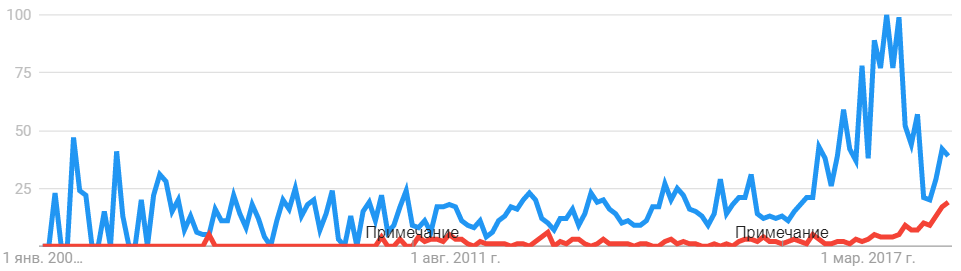 100
75
50
25
Примечание Примечание
1 янв. 200… 1 авг. 2011 г. 1 мар. 2017 г.